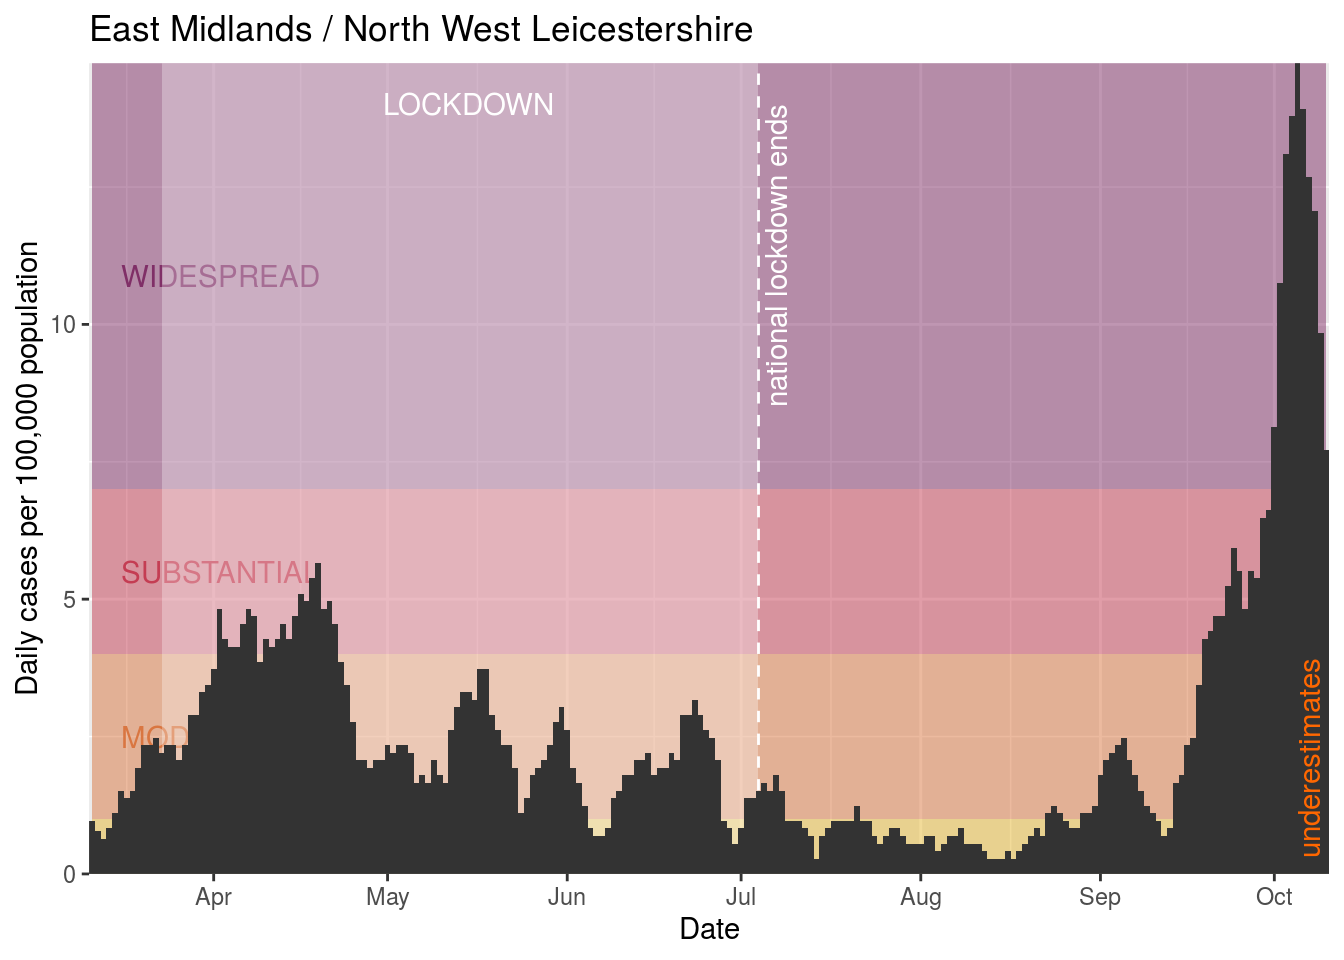 East Midlands / North West Leicestershire
LOCKDOWN
national lockdown ends
WIDESPREAD
SUBSTANTIAL
MOD
underestimates
Daily cases per 100,000 population
10
5
0
Apr May Jun Jul Aug Sep Oct
Date